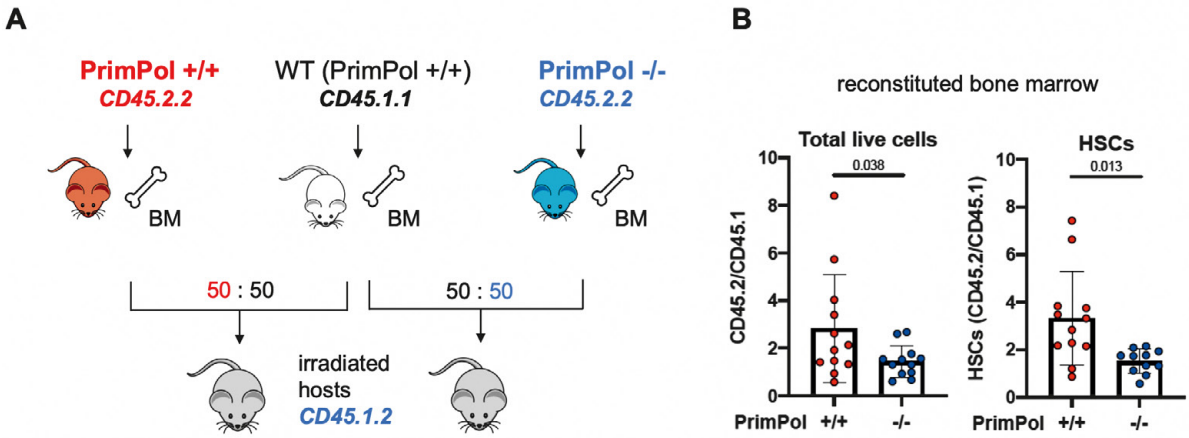 A
PrimPol +/+
CD45.2.2
WT (PrimPol +/+)
CD45.1.1
PrimPol -/-
CD45.2.2
BM
BM
BM
50 : 50
50 : 50
irradiated
hosts
CD45.1.2
B
reconstituted bone marrow
Total live cells
0.038
10
8
6
4
2
0
CD45.2/CD45.1
PrimPol +/+ -/-
HSCs
0.013
10
8
6
4
2
0
HSCs (CD45.2/CD45.1)
PrimPol +/+ -/-